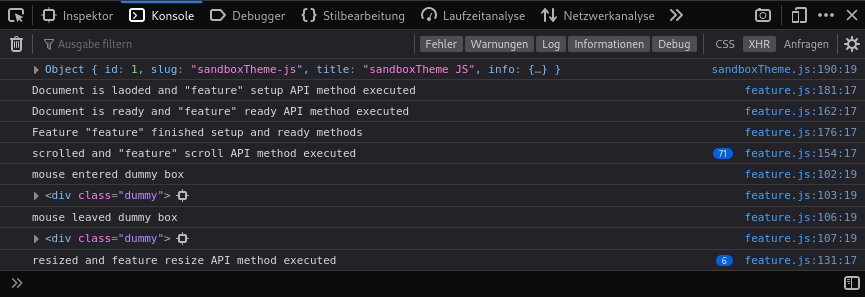 Inspektor Konsole Debugger Stilbearbeitung Laufzeitanalyse Netzwerkanalyse
Ausgabe filtern Fehler Warnungen Log Informationen Debug CSS XHR Anfragen
Object { id: 1, slug: "sandboxTheme-js", title: "sandboxTheme JS", info: {…} } sandboxTheme.js:190:19
Document is laoded and "feature" setup API method executed feature.js:181:17
Document is ready and "feature" ready API method executed feature.js:162:17
Feature "feature" finished setup and ready methods feature.js:176:17
scrolled and "feature" scroll API method executed 71 feature.js:154:17
mouse entered dummy box feature.js:102:19
<div class="dummy"> feature.js:103:19
mouse leaved dummy box feature.js:106:19
<div class="dummy"> feature.js:107:19
resized and feature resize API method executed 6 feature.js:131:17